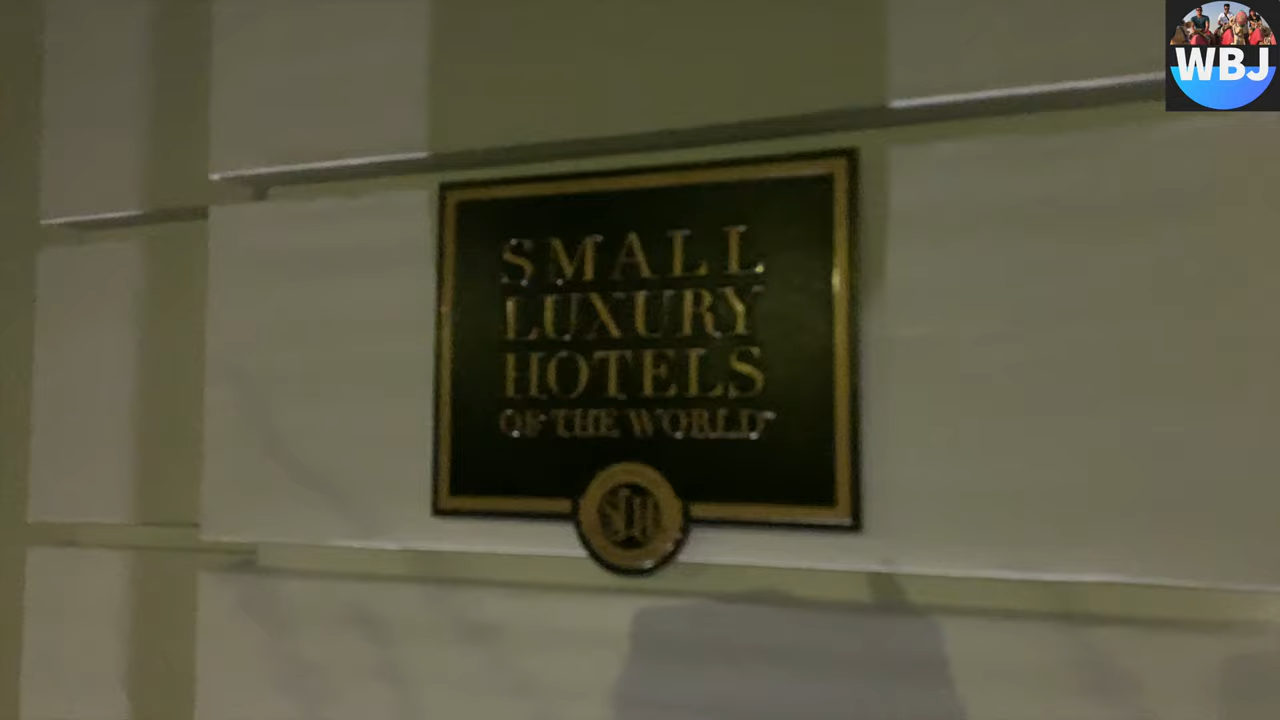 WBJ
SMALL
LUXURY
HOTELS
OF THE WORLD
SLH